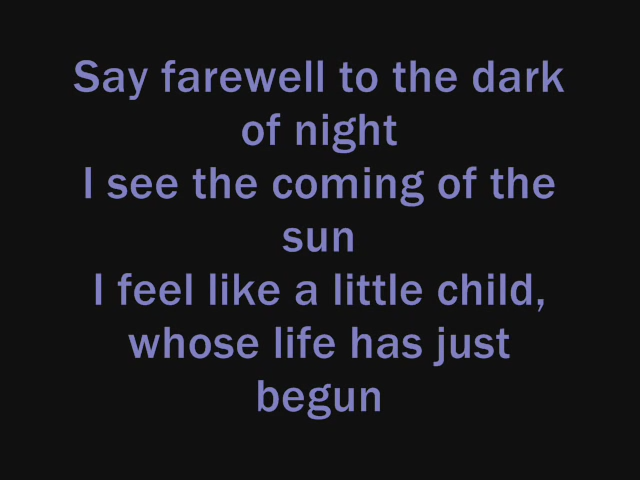 Say farewell to the dark
of night
I see the coming of the
sun
I feel like a little child,
whose life has just
begun